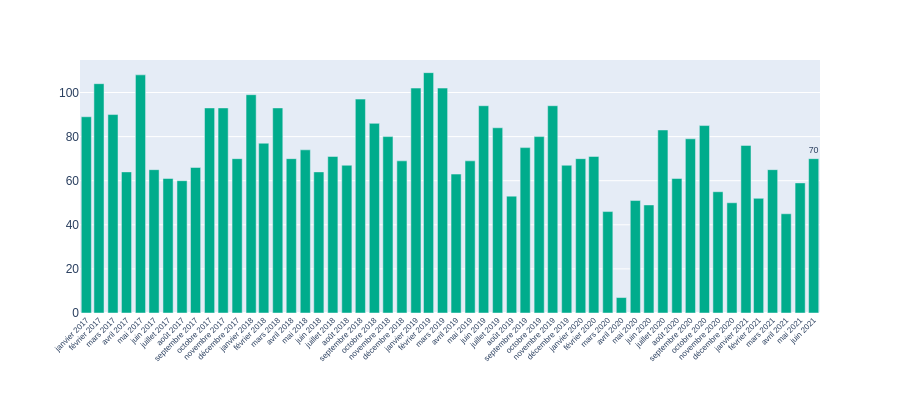 100
80
60
40
20
0
70
janvier 2017
février 2017
mars 2017
avril 2017
mai 2017
juin 2017
juillet 2017
août 2017
septembre 2017
octobre 2017
novembre 2017
décembre 2017
janvier 2018
février 2018
mars 2018
avril 2018
mai 2018
juin 2018
juillet 2018
août 2018
septembre 2018
octobre 2018
novembre 2018
décembre 2018
janvier 2019
février 2019
mars 2019
avril 2019
mai 2019
juin 2019
juillet 2019
août 2019
septembre 2019
octobre 2019
novembre 2019
décembre 2019
janvier 2020
février 2020
mars 2020
avril 2020
mai 2020
juin 2020
juillet 2020
août 2020
septembre 2020
octobre 2020
novembre 2020
décembre 2020
janvier 2021
février 2021
mars 2021
avril 2021
mai 2021
juin 2021